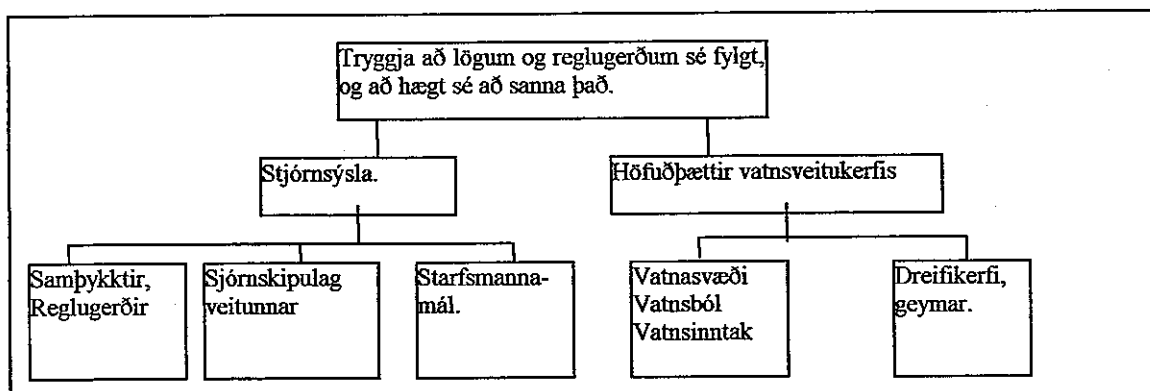 Tryggja að lögum og reglugerðum sé fylgt,
og að hægt sé að sanna það.
Stjórnsýsla.
Höfuðþættir vatnsveitukerfis
Samþykktir,
Reglugerðir
Sjórnskipulag
veitunnar
Starfsmanna-
mál.
Vatnasvæði
Vatnsból
Vatnsinntak
Dreifikerfi,
geymar.